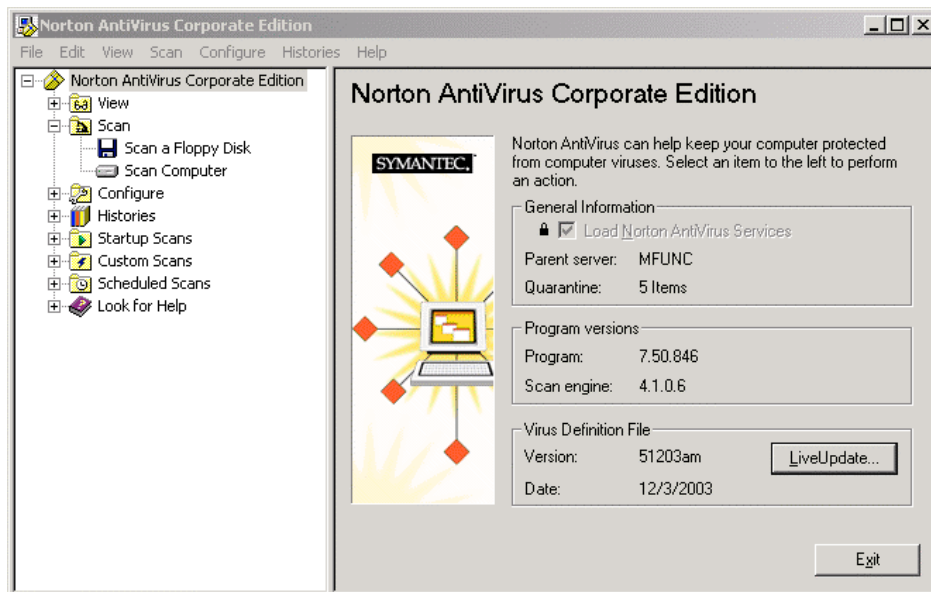 Norton AntiVirus Corporate Edition
File Edit View Scan Configure Histories Help
Norton AntiVirus Corporate Edition
View
Scan
Scan a Floppy Disk
Scan Computer
Configure
Histories
Startup Scans
Custom Scans
Scheduled Scans
Look for Help
Norton AntiVirus Corporate Edition
SYMANTEC.
Norton AntiVirus can help keep your computer protected
from computer viruses. Select an item to the left to perform
an action.
General Information
Load Norton AntiVirus Services
Parent server: MFUNC
Quarantine: 5 Items
Program versions
Program: 7.50.846
Scan engine: 4.1.0.6
Virus Definition File
Version: 51203am
LiveUpdate...
Date: 12/3/2003
Exit